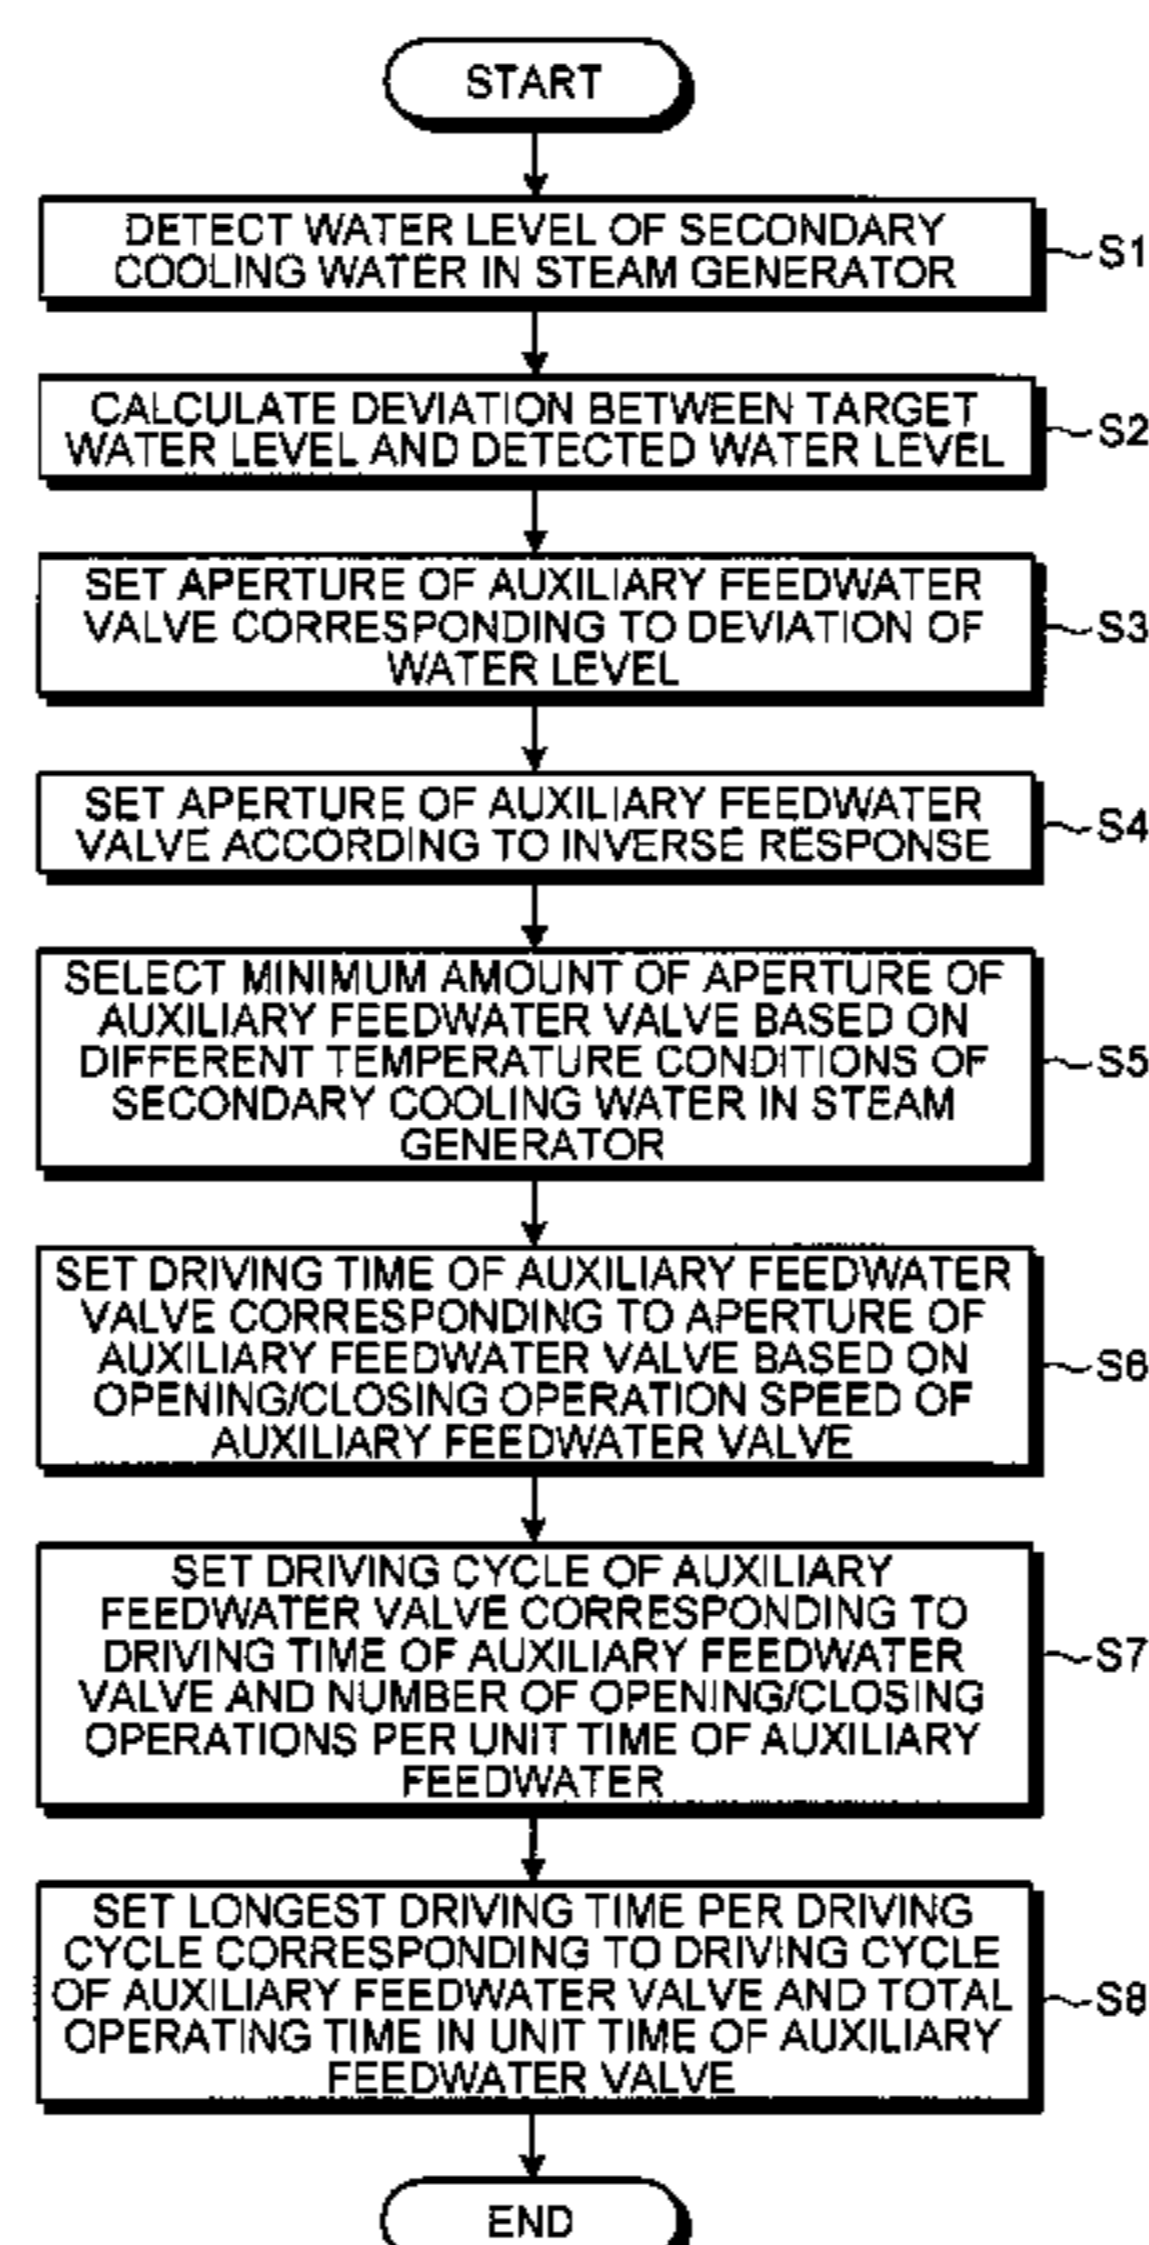 START
DETECT WATER LEVEL OF SECONDARY
COOLING WATER IN STEAM GENERATOR
S1
CALCULATE DEVIATION BETWEEN TARGET
WATER LEVEL AND DETECTED WATER LEVEL
S2
SET APERTURE OF AUXILIARY FEEDWATER
VALVE CORRESPONDING TO DEVIATION OF
WATER LEVEL
S3
SET APERTURE OF AUXILIARY FEEDWATER
VALVE ACCORDING TO INVERSE RESPONSE
S4
SELECT MINIMUM AMOUNT OF APERTURE OF
AUXILIARY FEEDWATER VALVE BASED ON
DIFFERENT TEMPERATURE CONDITIONS OF
SECONDARY COOLING WATER IN STEAM
GENERATOR
S5
SET DRIVING TIME OF AUXILIARY FEEDWATER
VALVE CORRESPONDING TO APERTURE OF
AUXILIARY FEEDWATER VALVE BASED ON
OPENING/CLOSING OPERATION SPEED OF
AUXILIARY FEEDWATER VALVE
S6
SET DRIVING CYCLE OF AUXILIARY
FEEDWATER VALVE CORRESPONDING TO
DRIVING TIME OF AUXILIARY FEEDWATER
VALVE AND NUMBER OF OPENING/CLOSING
OPERATIONS PER UNIT TIME OF AUXILIARY
FEEDWATER
S7
SET LONGEST DRIVING TIME PER DRIVING
CYCLE CORRESPONDING TO DRIVING CYCLE
OF AUXILIARY FEEDWATER VALVE AND TOTAL
OPERATING TIME IN UNIT TIME OF AUXILIARY
FEEDWATER VALVE
S8
END